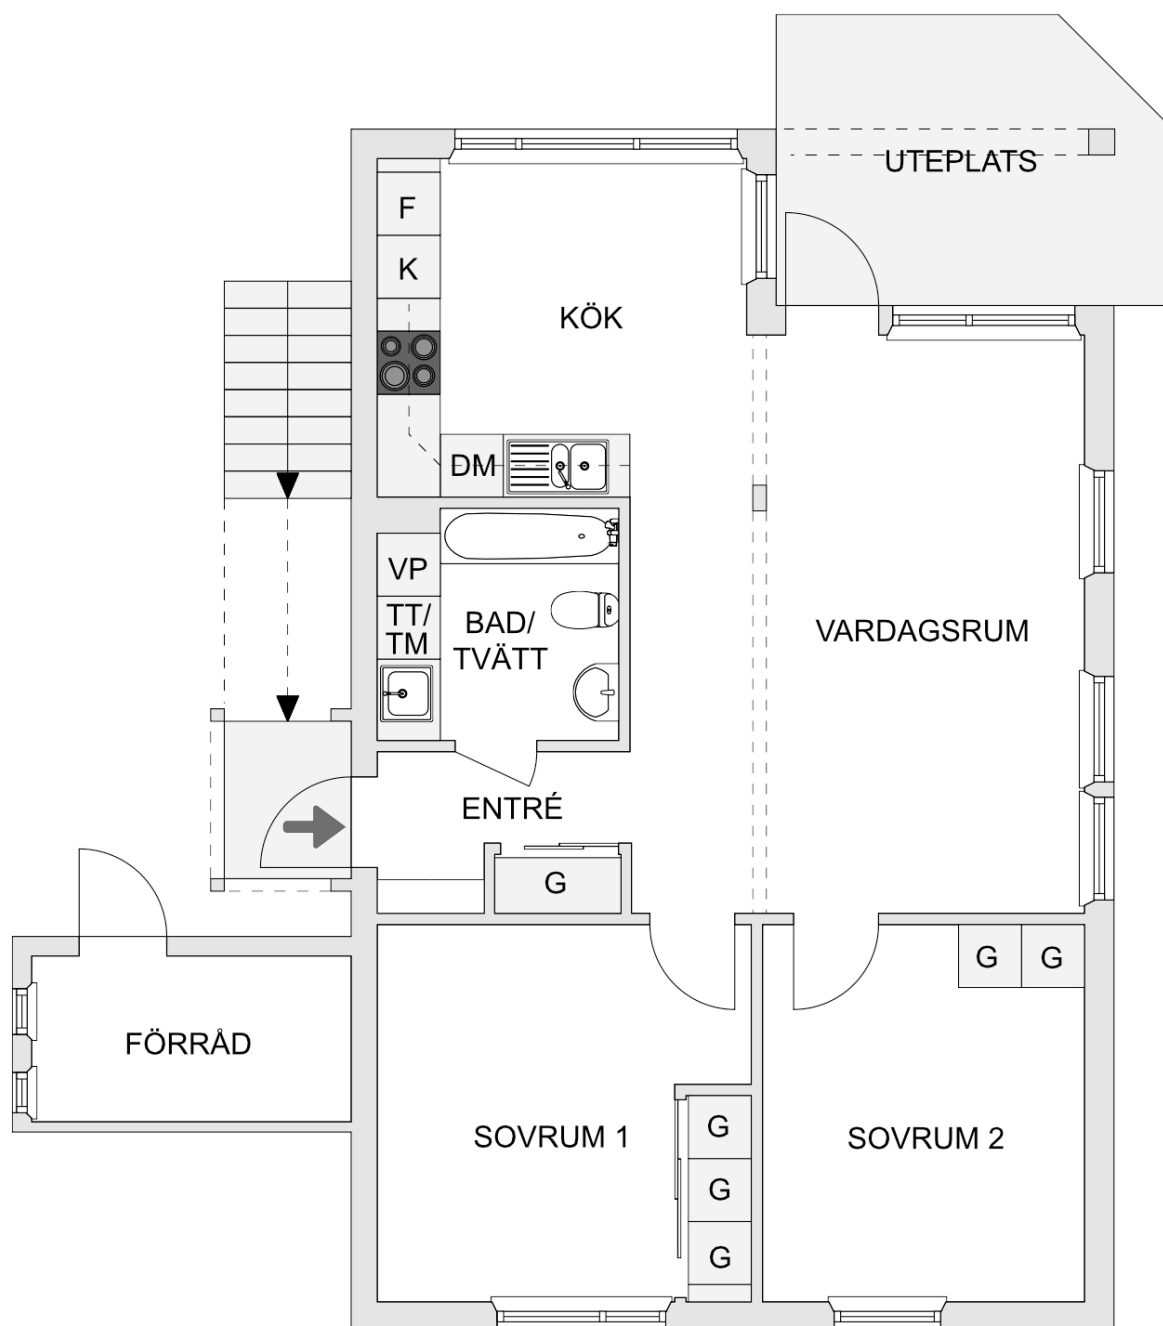 UTEPLATS
F
K
KÖK
DM
VP
TT/
TM
BAD/
TVÄTT
VARDAGSRUM
ENTRÉ
G
G G
FÖRRÅD
SOVRUM 1
G
G
G
SOVRUM 2